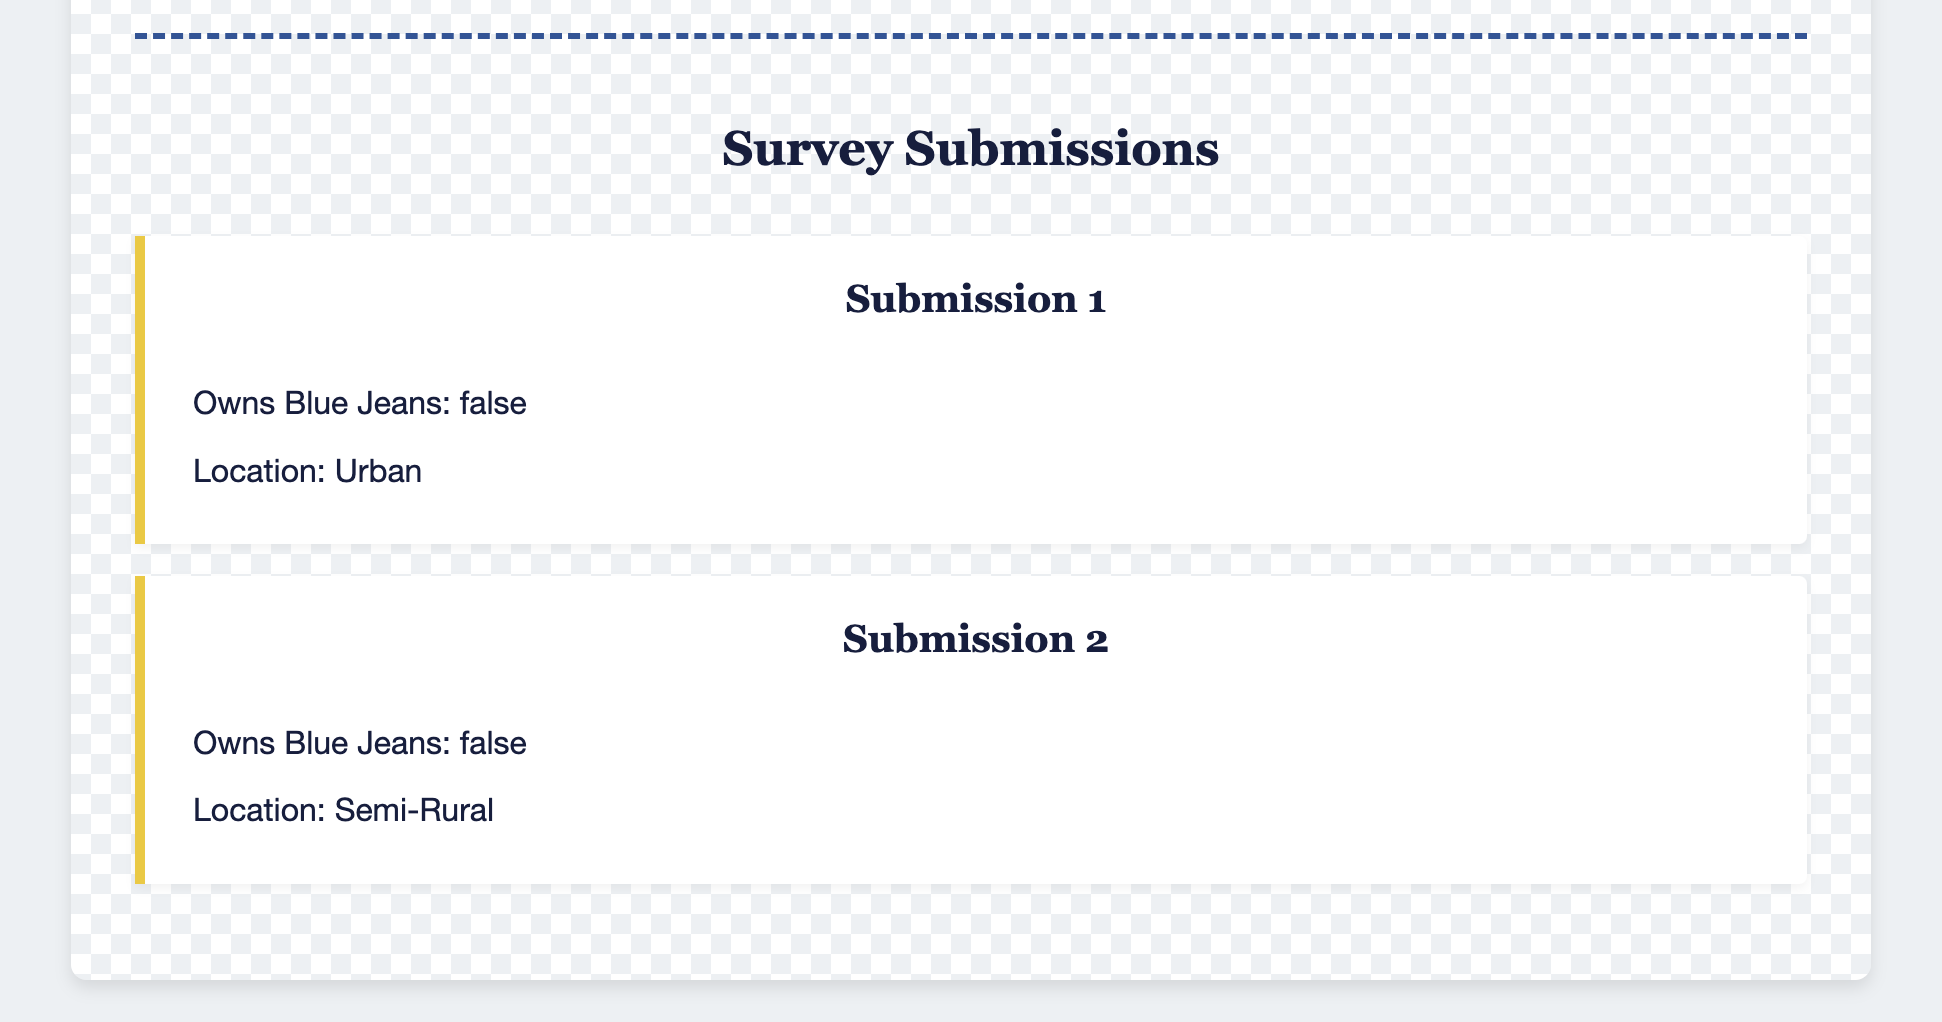 Survey Submissions
Submission 1
Owns Blue Jeans: false
Location: Urban
Submission 2
Owns Blue Jeans: false
Location: Semi-Rural